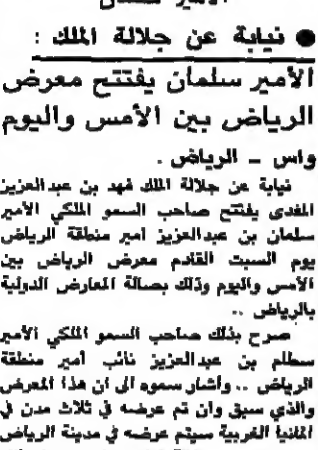 الأمير سلمان
● نيابة عن جلالة الملك :
الأمير سلمان يفتتح معرض
الرياض بين الأمس واليوم
واس – الرياض .
نيابة عن جلالة الملك فهد بن عبدالعزيز
المفدى يفتتح صاحب السمو الملكي الأمير
سلمان بن عبدالعزيز امير منطقة الرياض
يوم السبت القادم معرض الرياض بين
الأمس واليوم وذلك بصالة المعارض الدولية
بالرياض ..
صرح بذلك صاحب السمو الملكي الأمير
سطام بن عبدالعزيز نائب امير منطقة
الرياض .. وأشار سموه الى ان هذا المعرض
والذي سبق وان تم عرضه في ثلاث مدن في
المانيا الغربية سيتم عرضه في مدينة الرياض